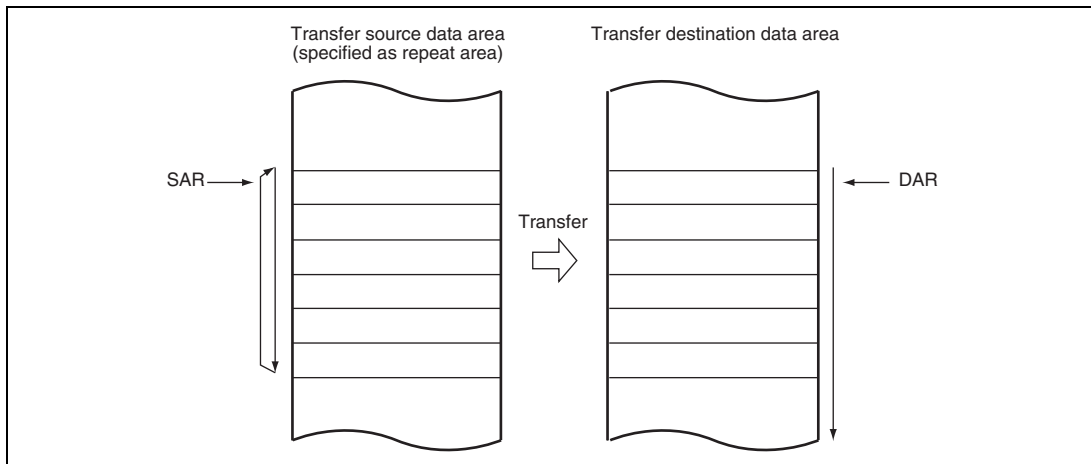 Transfer source data area
(specified as repeat area)
Transfer destination data area
SAR
DAR
Transfer